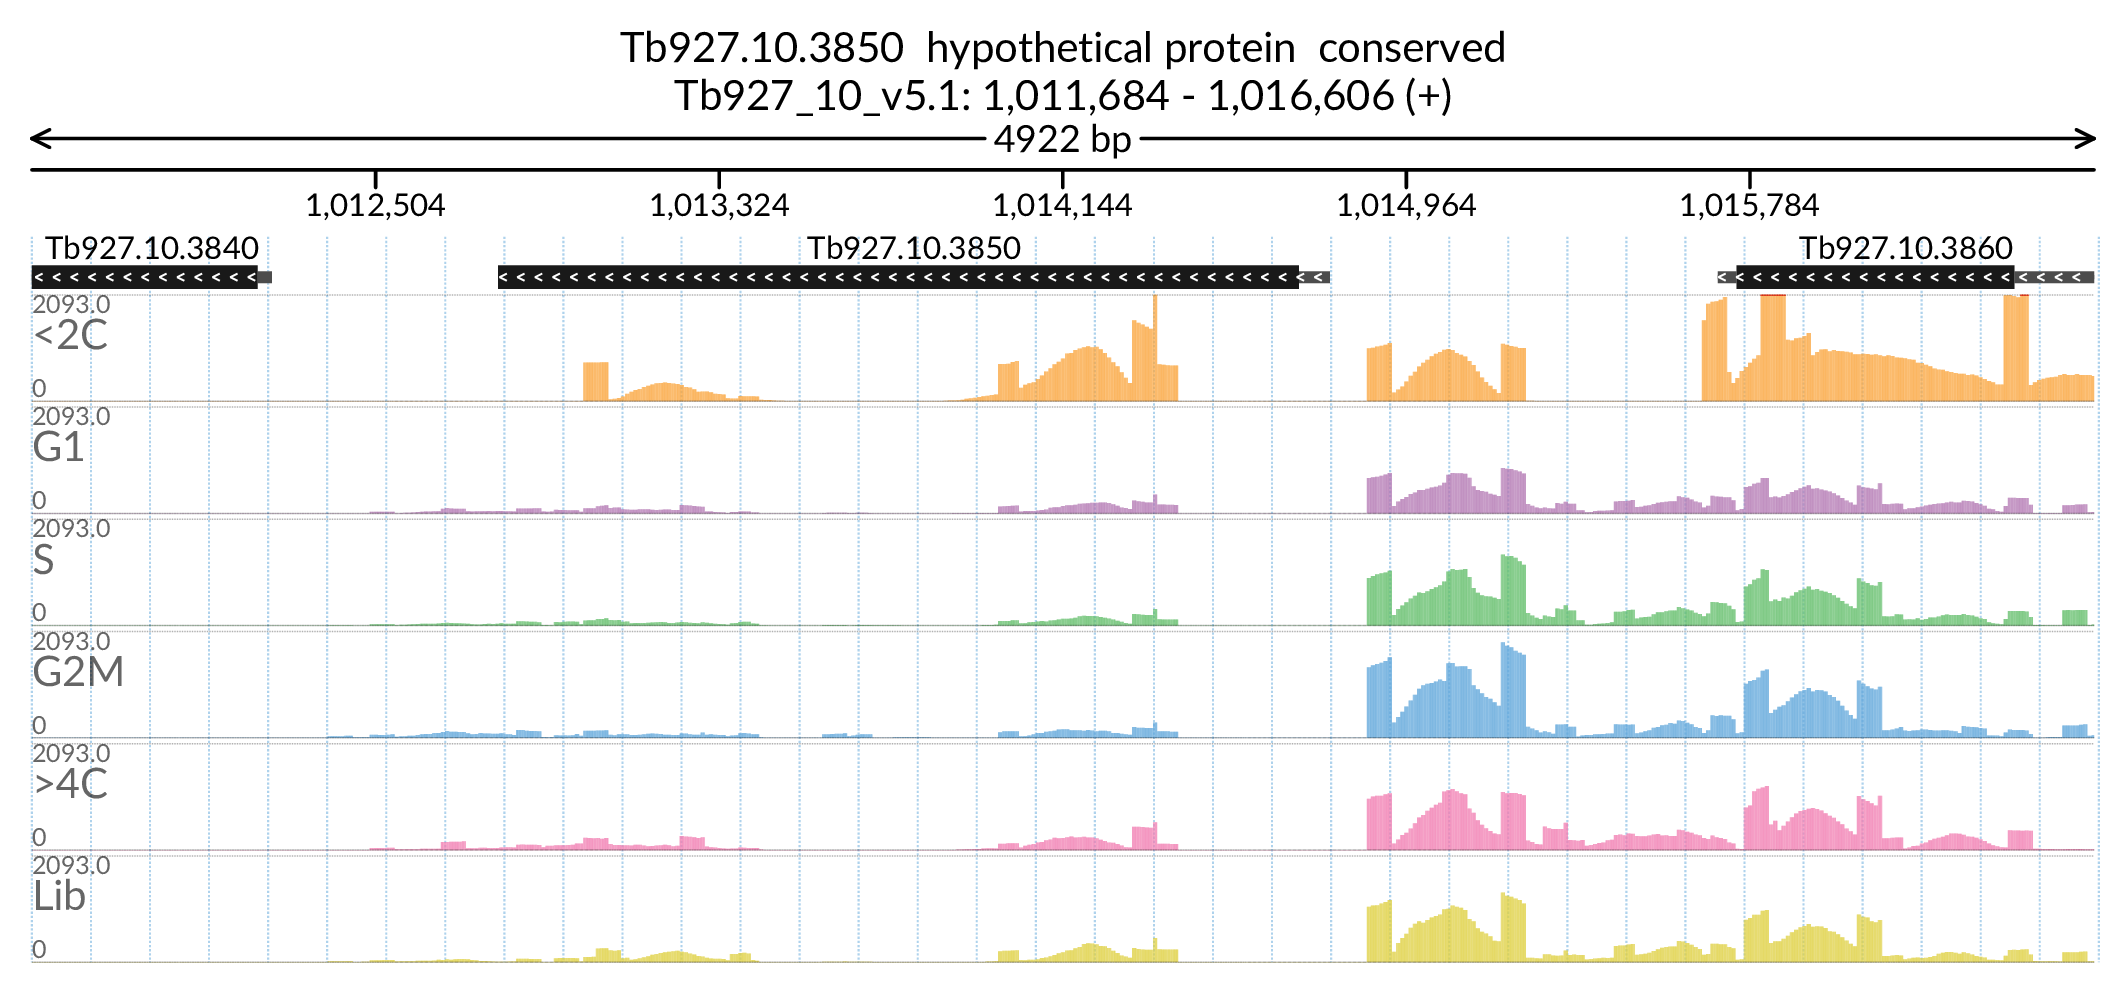 Tb927.10.3850  hypothetical protein  conserved
Tb927_10_v5.1: 1,011,684 - 1,016,606 (+)
4922 bp
1,012,504 1,013,324 1,014,144 1,014,964 1,015,784
Tb927.10.3840 Tb927.10.3850 Tb927.10.3860
2093.0
<2C
0
2093.0
G1
0
2093.0
S
0
2093.0
G2M
0
2093.0
>4C
0
2093.0
Lib
0